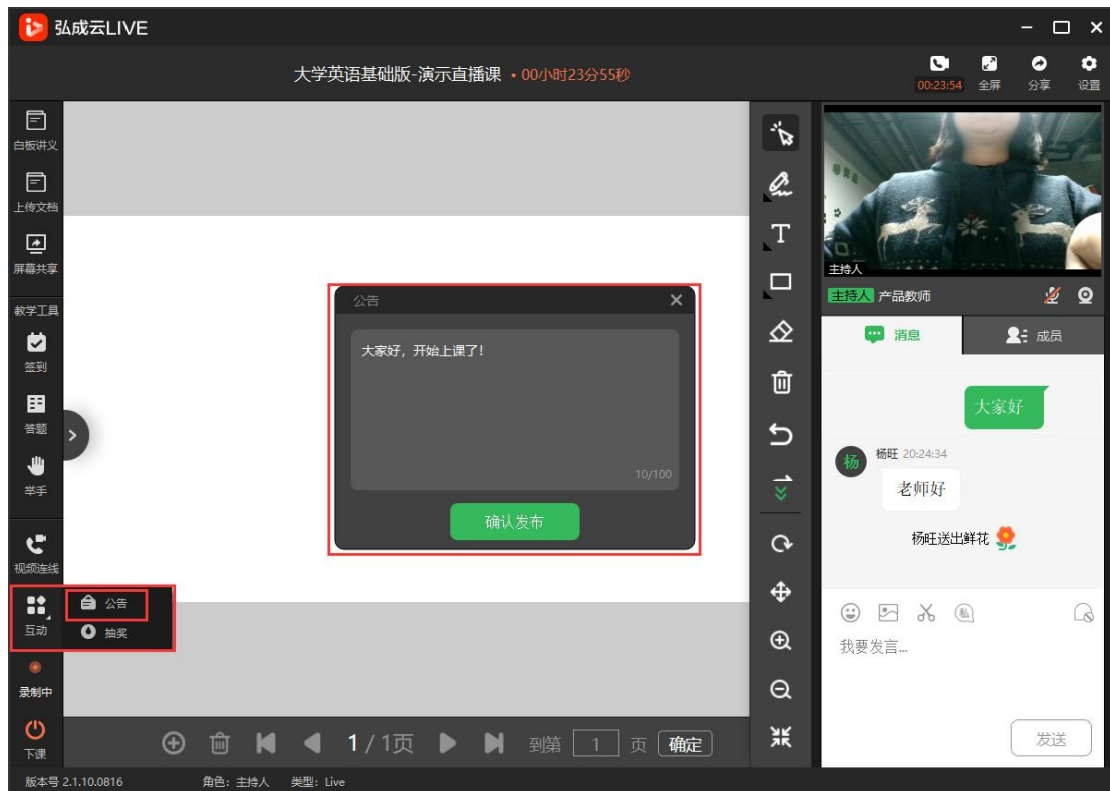 弘成云LIVE
大学英语基础版-演示直播课 • 00小时23分55秒
00:23:54 全屏 分享 设置
白板讲义
上传文档
屏幕共享
教学工具
签到
答题
举手
视频连线
互动
公告
抽奖
录制中
下课
公告
大家好，开始上课了!
10/100
确认发布
T
1 / 1页 到第 1 页 确定
主持人
主持人 产品教师
消息 成员
大家好
杨 杨旺 20:24:34
老师好
杨旺送出鲜花
私
我要发言...
发送
版本号 2.1.10.0816 角色: 主持人 类型: Live